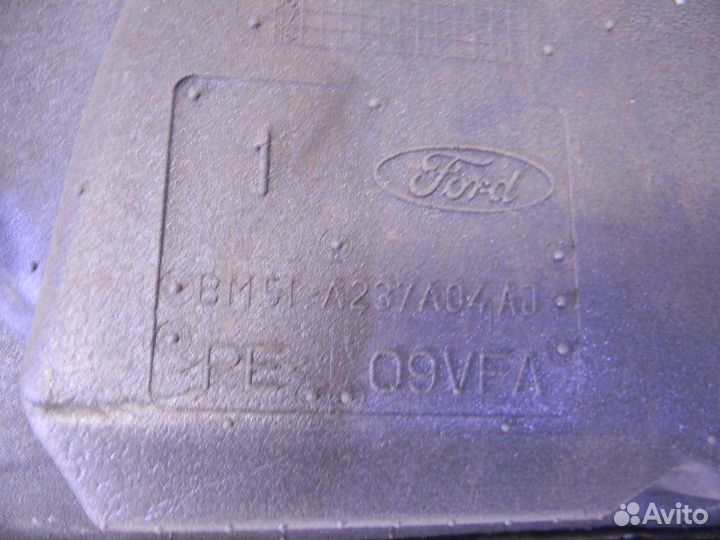 1
Ford
BM51-A237A04-AJ
PE 09VFA
Avito